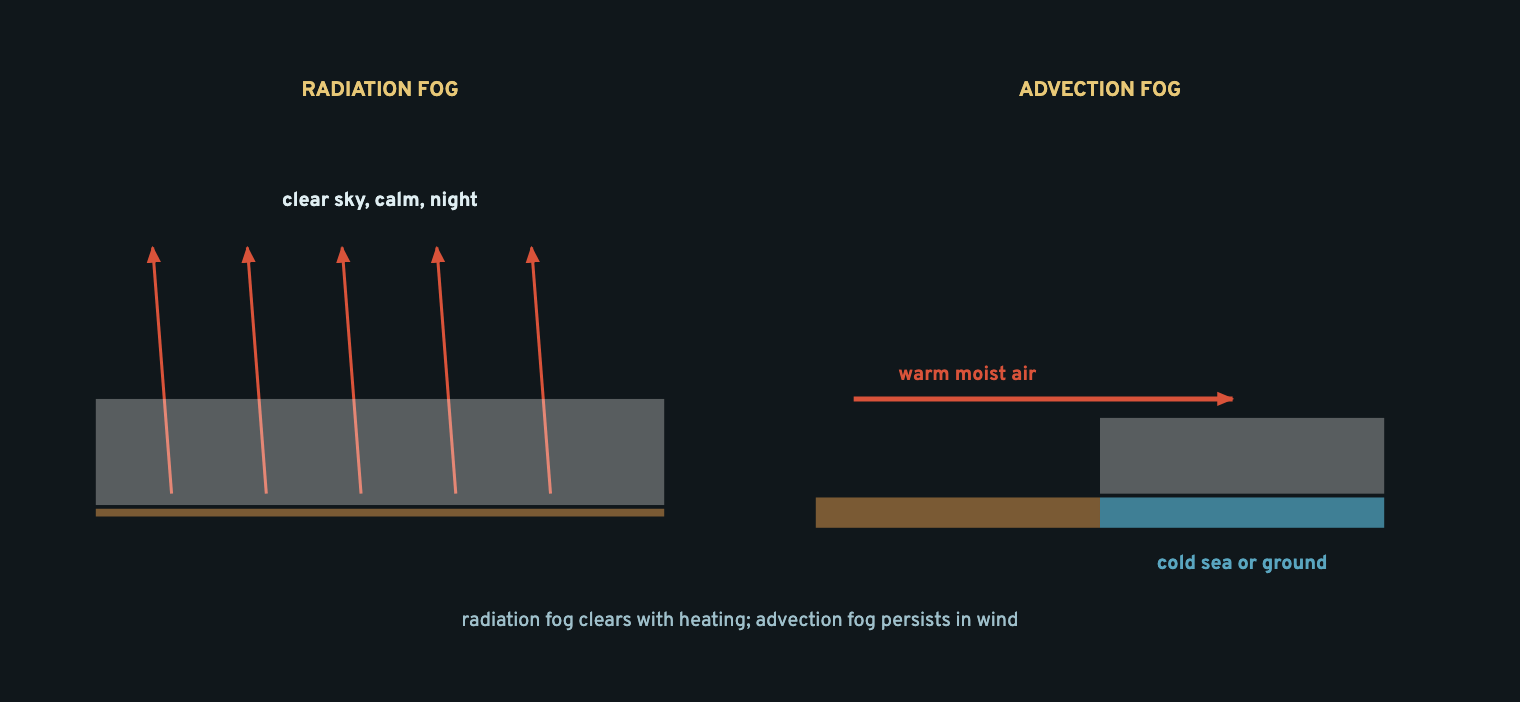 RADIATION FOG
ADVECTION FOG
clear sky, calm, night
warm moist air
cold sea or ground
radiation fog clears with heating; advection fog persists in wind